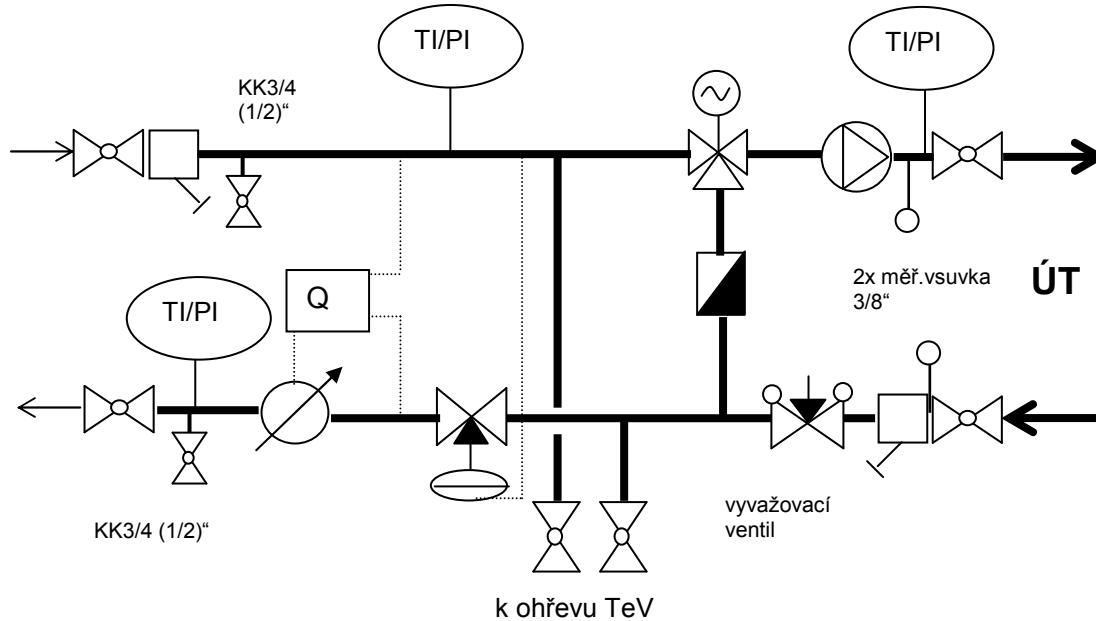 TI/PI
TI/PI
KK3/4
(1/2)“
2x měř.vsuvka
3/8“
ÚT
Q
TI/PI
vyvažovací
ventil
KK3/4 (1/2)“
k ohřevu TeV